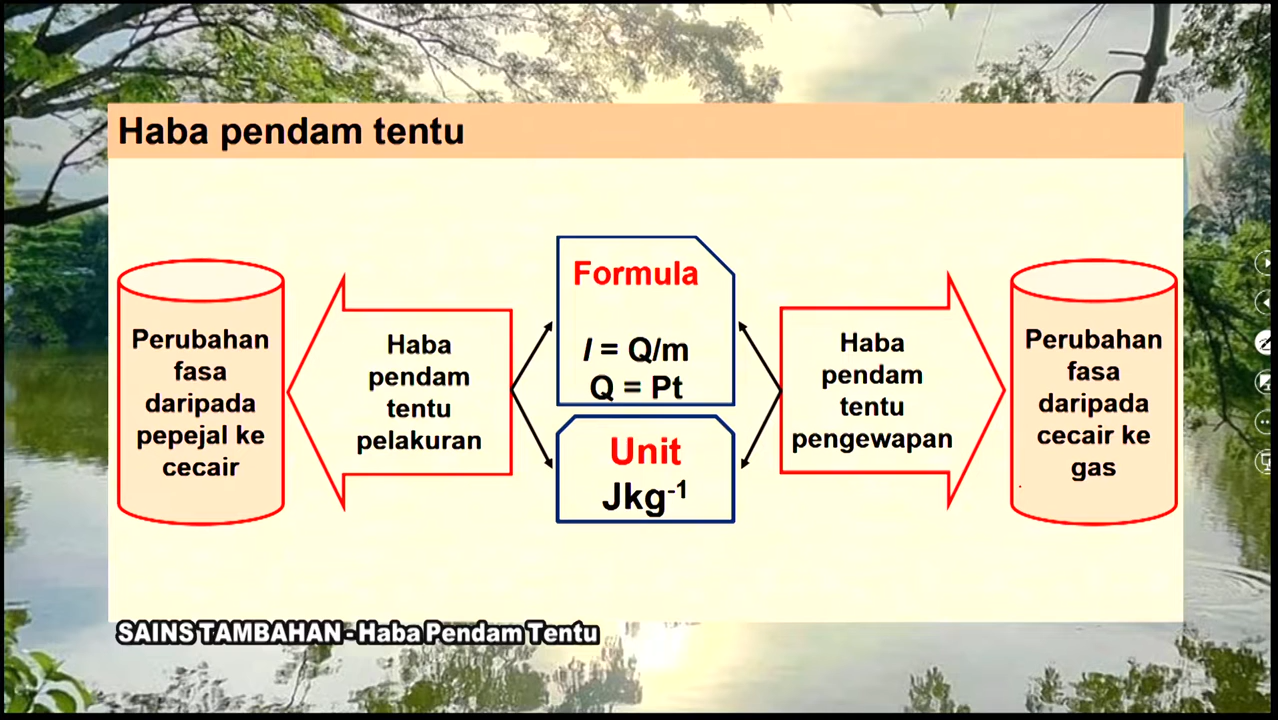 Haba pendam tentu
Perubahan
fasa
daripada
pepejal ke
cecair
Haba
pendam
tentu
pelakuran
Formula
l = Q/m
Q = Pt
Unit
Jkg⁻¹
Haba
pendam
tentu
pengewapan
Perubahan
fasa
daripada
cecair ke
gas
SAINS TAMBAHAN - Haba Pendam Tentu